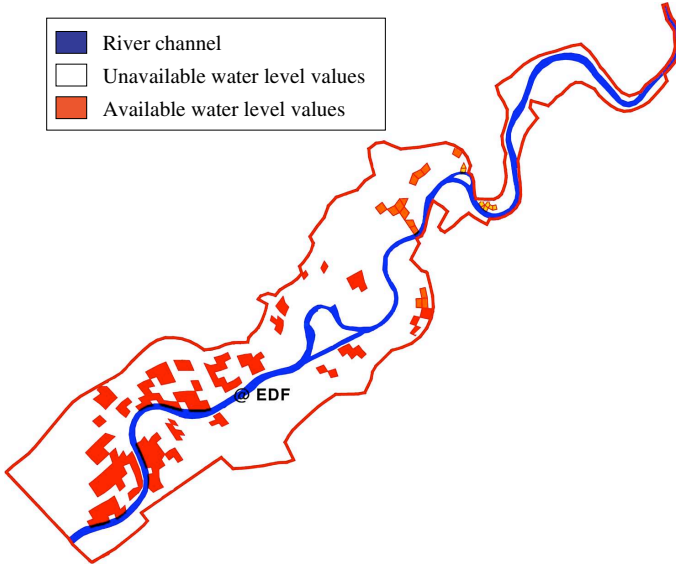 River channel
Unavailable water level values
Available water level values
@ EDF